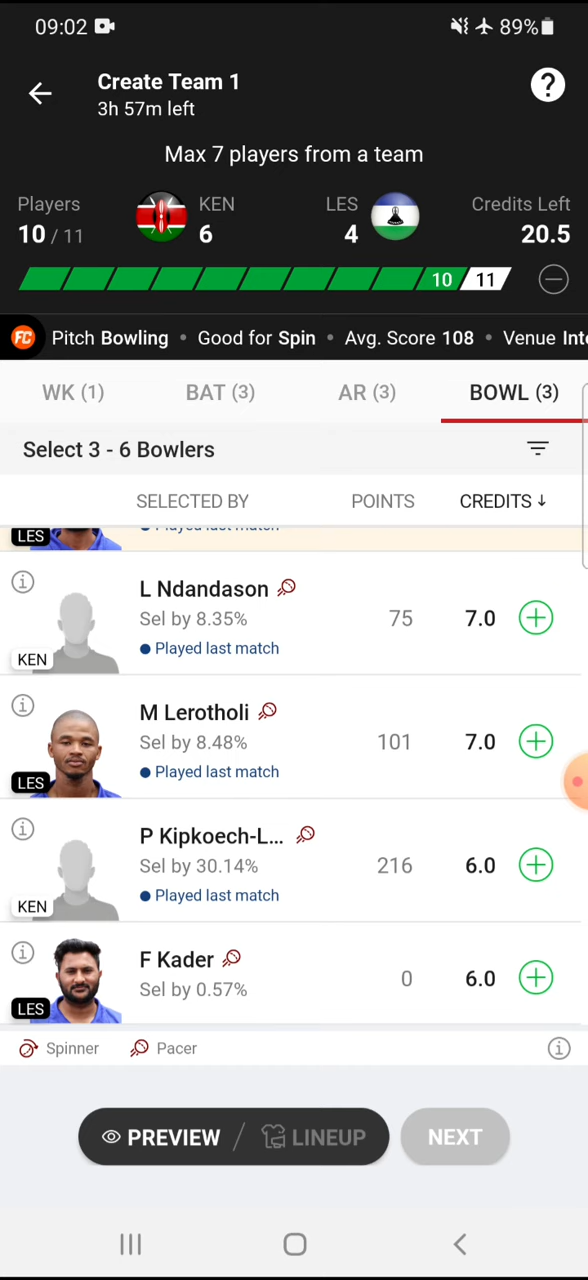 09:02 89%
Create Team 1
3h 57m left
?
Max 7 players from a team
Players KEN LES Credits Left
10 / 11 6 4 20.5
10 11
FC Pitch Bowling • Good for Spin • Avg. Score 108 • Venue Inte
WK (1) BAT (3) AR (3) BOWL (3)
Select 3 - 6 Bowlers
SELECTED BY POINTS CREDITS ↓
LES Played last match
L Ndandason
Sel by 8.35% 75 7.0
KEN Played last match
M Lerotholi
Sel by 8.48% 101 7.0
LES Played last match
P Kipkoech-L...
Sel by 30.14% 216 6.0
KEN Played last match
F Kader
Sel by 0.57% 0 6.0
LES
Spinner Pacer
PREVIEW / LINEUP NEXT